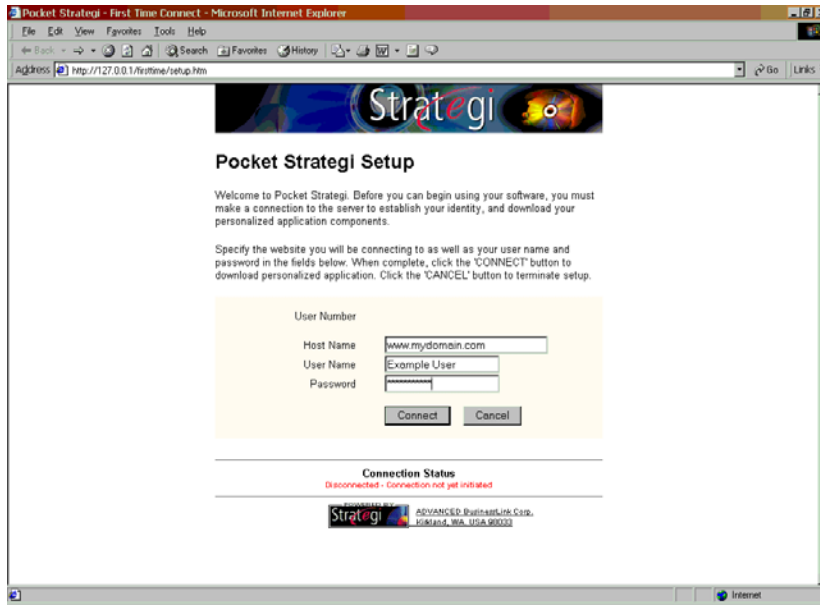 Pocket Strategi - First Time Connect - Microsoft Internet Explorer
File Edit View Favorites Tools Help
Back Search Favorites History
Address http://127.0.0.1/firsttime/setup.htm Go Links
Strategi
Pocket Strategi Setup
Welcome to Pocket Strategi. Before you can begin using your software, you must
make a connection to the server to establish your identity, and download your
personalized application components.
Specify the website you will be connecting to as well as your user name and
password in the fields below. When complete, click the 'CONNECT' button to
download personalized application. Click the 'CANCEL' button to terminate setup.
User Number
Host Name www.mydomain.com
User Name Example User
Password ***********
Connect Cancel
Connection Status
Disconnected - Connection not yet initiated
POWERED BY
Strategi
ADVANCED BusinessLink Corp.
Kirkland, WA, USA 98033
Internet